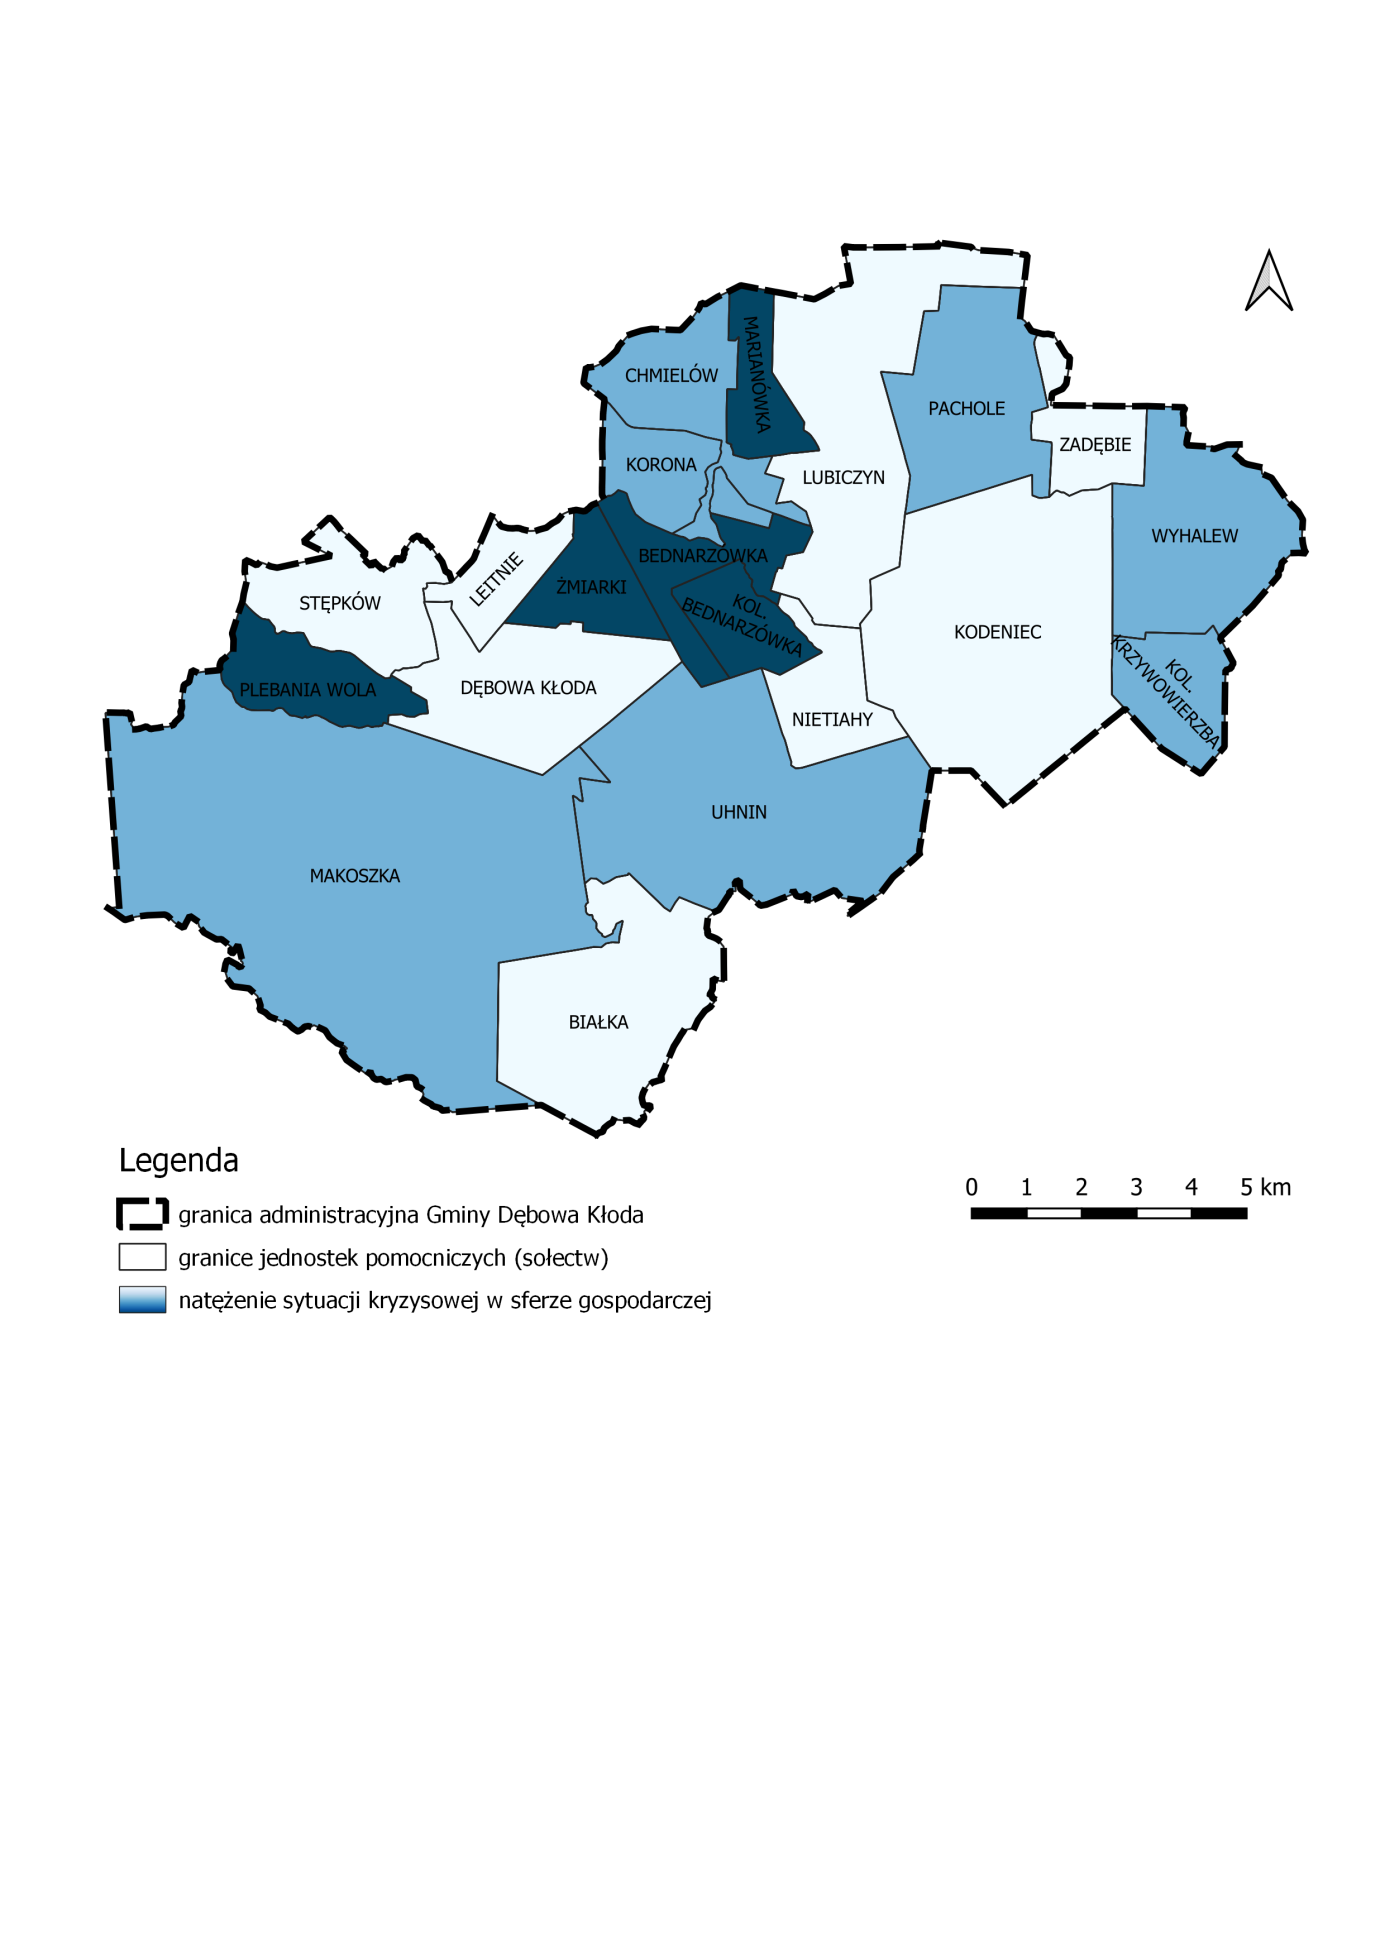 MARIANÓWKA
CHMIELÓW
PACHOLE
ZADĘBIE
KORONA
LUBICZYN
WYHALEW
BEDNARZÓWKA
LEITNIE
ŻMIARKI
STĘPKÓW
KOL.
BEDNARZÓWKA
KODENIEC
KOL.
KRZYWOWIERZBA
PLEBANIA WOLA
DĘBOWA KŁODA
NIETIAHY
UHNIN
MAKOSZKA
BIAŁKA
Legenda
granica administracyjna Gminy Dębowa Kłoda
granice jednostek pomocniczych (sołectw)
natężenie sytuacji kryzysowej w sferze gospodarczej
0 1 2 3 4 5 km